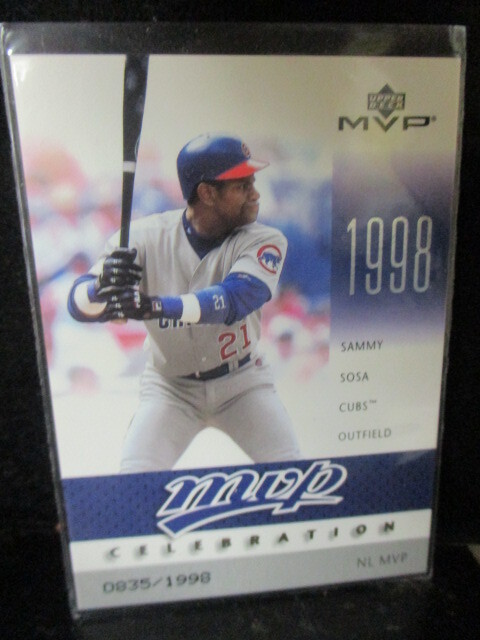 UPPER DECK
MVP®
1998
SAMMY
SOSA
CUBS™
OUTFIELD
21
21
mvp
CELEBRATION
NL MVP
0835/1998